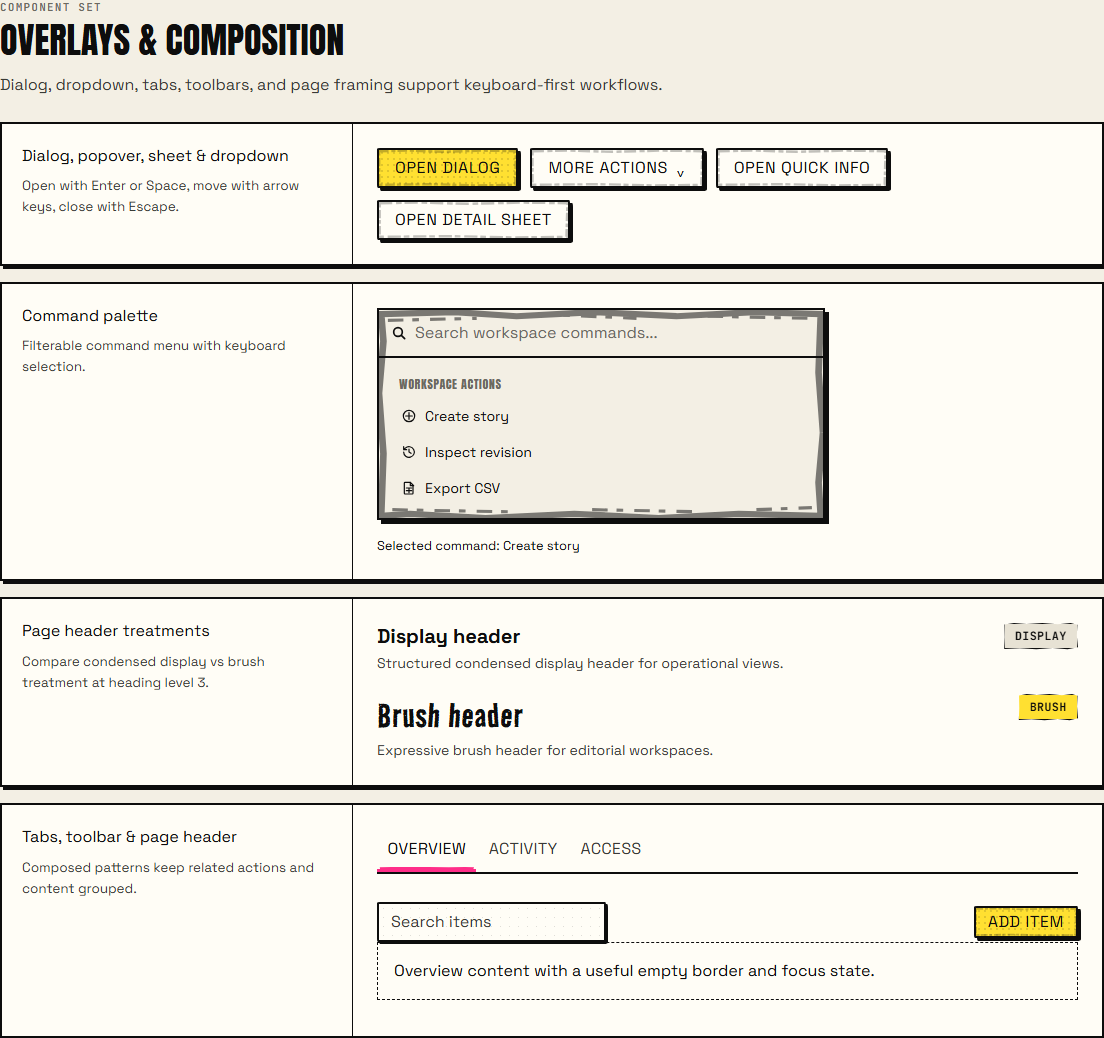 COMPONENT SET
OVERLAYS & COMPOSITION
Dialog, dropdown, tabs, toolbars, and page framing support keyboard-first workflows.
Dialog, popover, sheet & dropdown
Open with Enter or Space, move with arrow
keys, close with Escape.
OPEN DIALOG
MORE ACTIONS v
OPEN QUICK INFO
OPEN DETAIL SHEET
Command palette
Filterable command menu with keyboard
selection.
Search workspace commands...
WORKSPACE ACTIONS
Create story
Inspect revision
Export CSV
Selected command: Create story
Page header treatments
Compare condensed display vs brush
treatment at heading level 3.
Display header
DISPLAY
Structured condensed display header for operational views.
Brush header
BRUSH
Expressive brush header for editorial workspaces.
Tabs, toolbar & page header
Composed patterns keep related actions and
content grouped.
OVERVIEW ACTIVITY ACCESS
Search items
ADD ITEM
Overview content with a useful empty border and focus state.